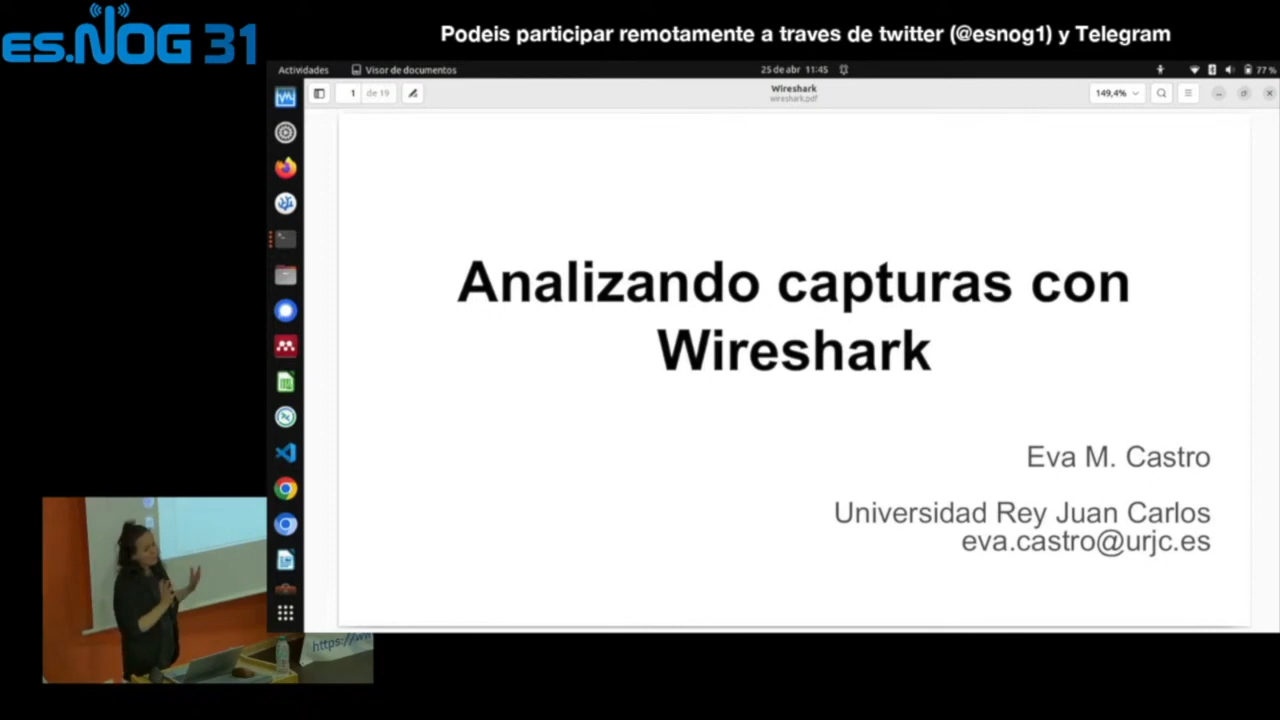 es.NOG 31
Podeis participar remotamente a traves de twitter (@esnog1) y Telegram
Actividades
Visor de documentos
25 de abr 11:45
77 %
1 de 19
Wireshark
wireshark.pdf
149,4%
Analizando capturas con
Wireshark
Eva M. Castro
Universidad Rey Juan Carlos
eva.castro@urjc.es